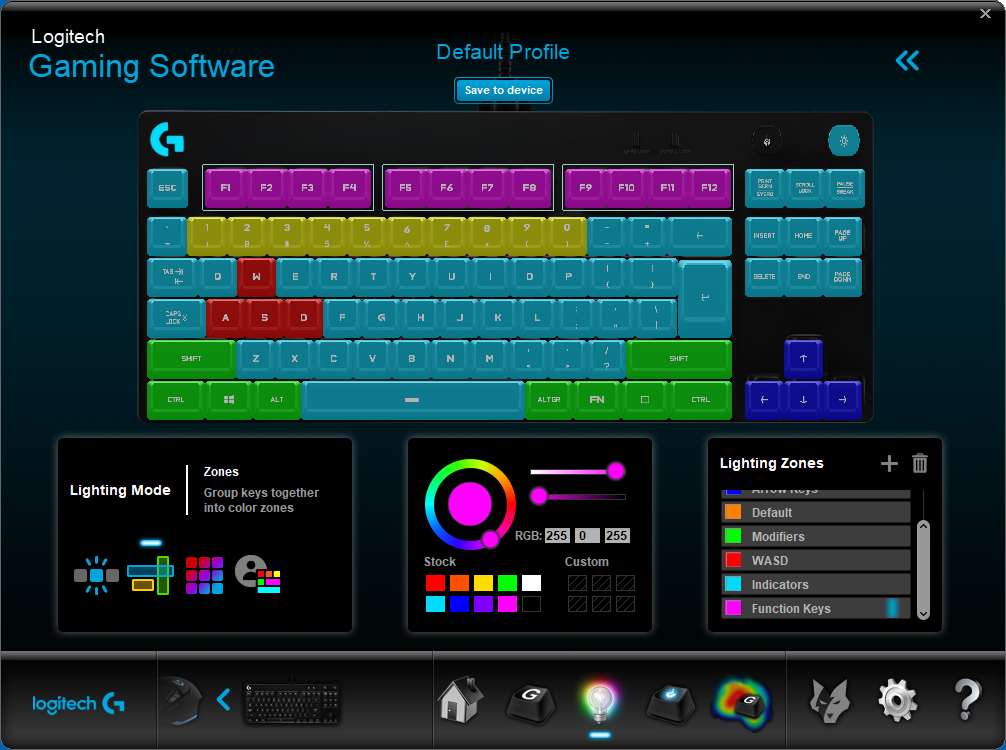 Logitech
Gaming Software
Default Profile
Save to device
ESC F1 F2 F3 F4 F5 F6 F7 F8 F9 F10 F11 F12 PRINT SCRN SYSRQ SCROLL LOCK PAUSE BREAK
1 2 3 4 5 6 7 8 9 0 - = INSERT HOME PAGE UP
TAB Q W E R T Y U I O P DELETE END PAGE DOWN
CAPS LOCK A S D F G H J K L
SHIFT Z X C V B N M SHIFT
CTRL ALT ALTGR FN CTRL
Lighting Mode
Zones
Group keys together
into color zones
RGB: 255 0 255
Stock Custom
Lighting Zones
Arrow Keys
Default
Modifiers
WASD
Indicators
Function Keys
logitech G
G
G